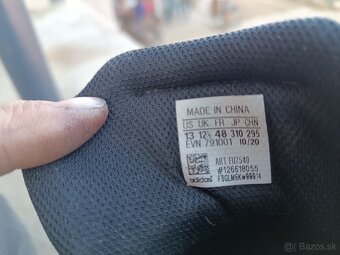 MADE IN CHINA
US UK FR JP CHN
13 12½ 48 310 295
EVN 791001 10/20
ART FU7540
#126618055
adidas
Bazos.sk